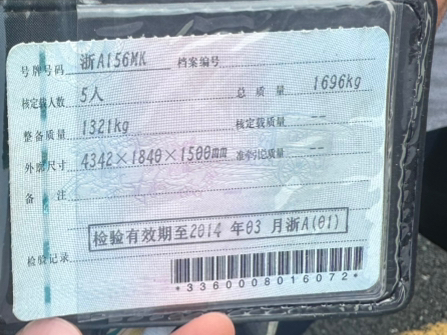 号牌号码 浙A156MK 档案编号
核定载人数 5人 总质量 1696kg
整备质量 1321kg 核定载质量 --
外廓尺寸 4342×1840×1500mm 准牵引总质量 --
备注
检验有效期至2014年03月浙A(01)
检验记录
*3360008016072*